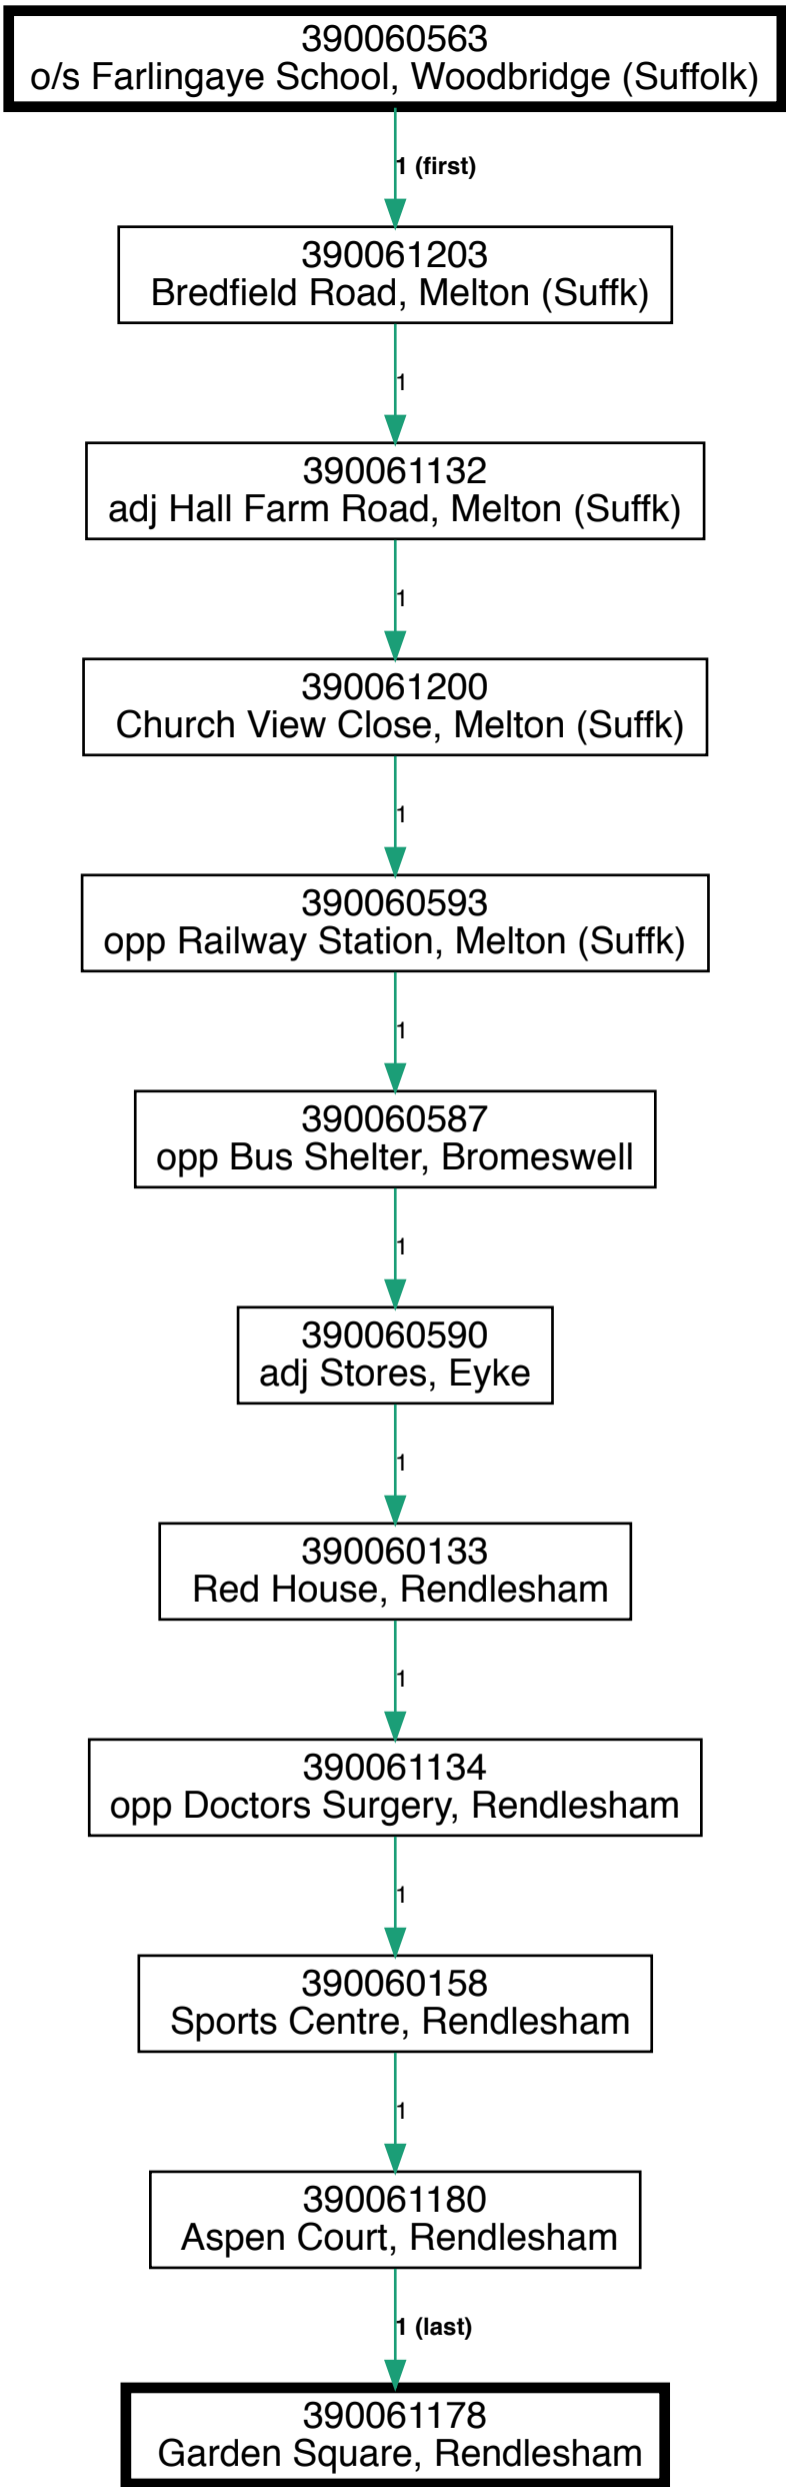 390060563
o/s Farlingaye School, Woodbridge (Suffolk)
1 (first)
390061203
Bredfield Road, Melton (Suffk)
1
390061132
adj Hall Farm Road, Melton (Suffk)
1
390061200
Church View Close, Melton (Suffk)
1
390060593
opp Railway Station, Melton (Suffk)
1
390060587
opp Bus Shelter, Bromeswell
1
390060590
adj Stores, Eyke
1
390060133
Red House, Rendlesham
1
390061134
opp Doctors Surgery, Rendlesham
1
390060158
Sports Centre, Rendlesham
1
390061180
Aspen Court, Rendlesham
1 (last)
390061178
Garden Square, Rendlesham